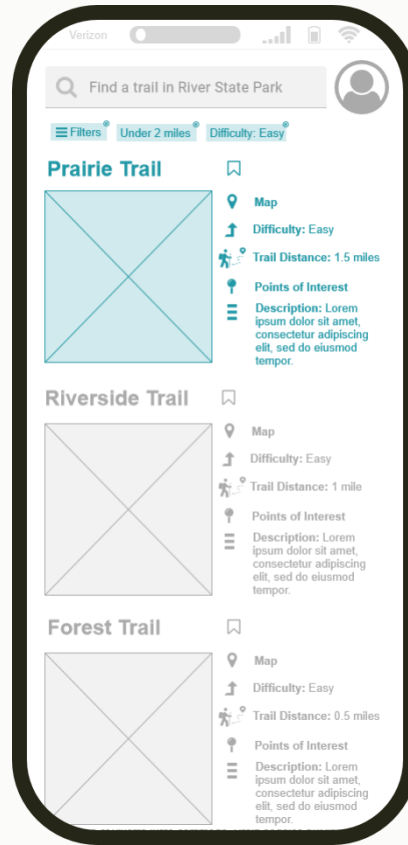 Verizon
Find a trail in River State Park
Filters
Under 2 miles
Difficulty: Easy
Prairie Trail
Map
Difficulty: Easy
Trail Distance: 1.5 miles
Points of Interest
Description: Lorem
ipsum dolor sit amet,
consectetur adipiscing
elit, sed do eiusmod
tempor.
Riverside Trail
Map
Difficulty: Easy
Trail Distance: 1 mile
Points of Interest
Description: Lorem
ipsum dolor sit amet,
consectetur adipiscing
elit, sed do eiusmod
tempor.
Forest Trail
Map
Difficulty: Easy
Trail Distance: 0.5 miles
Points of Interest
Description: Lorem
ipsum dolor sit amet,
consectetur adipiscing
elit, sed do eiusmod
tempor.